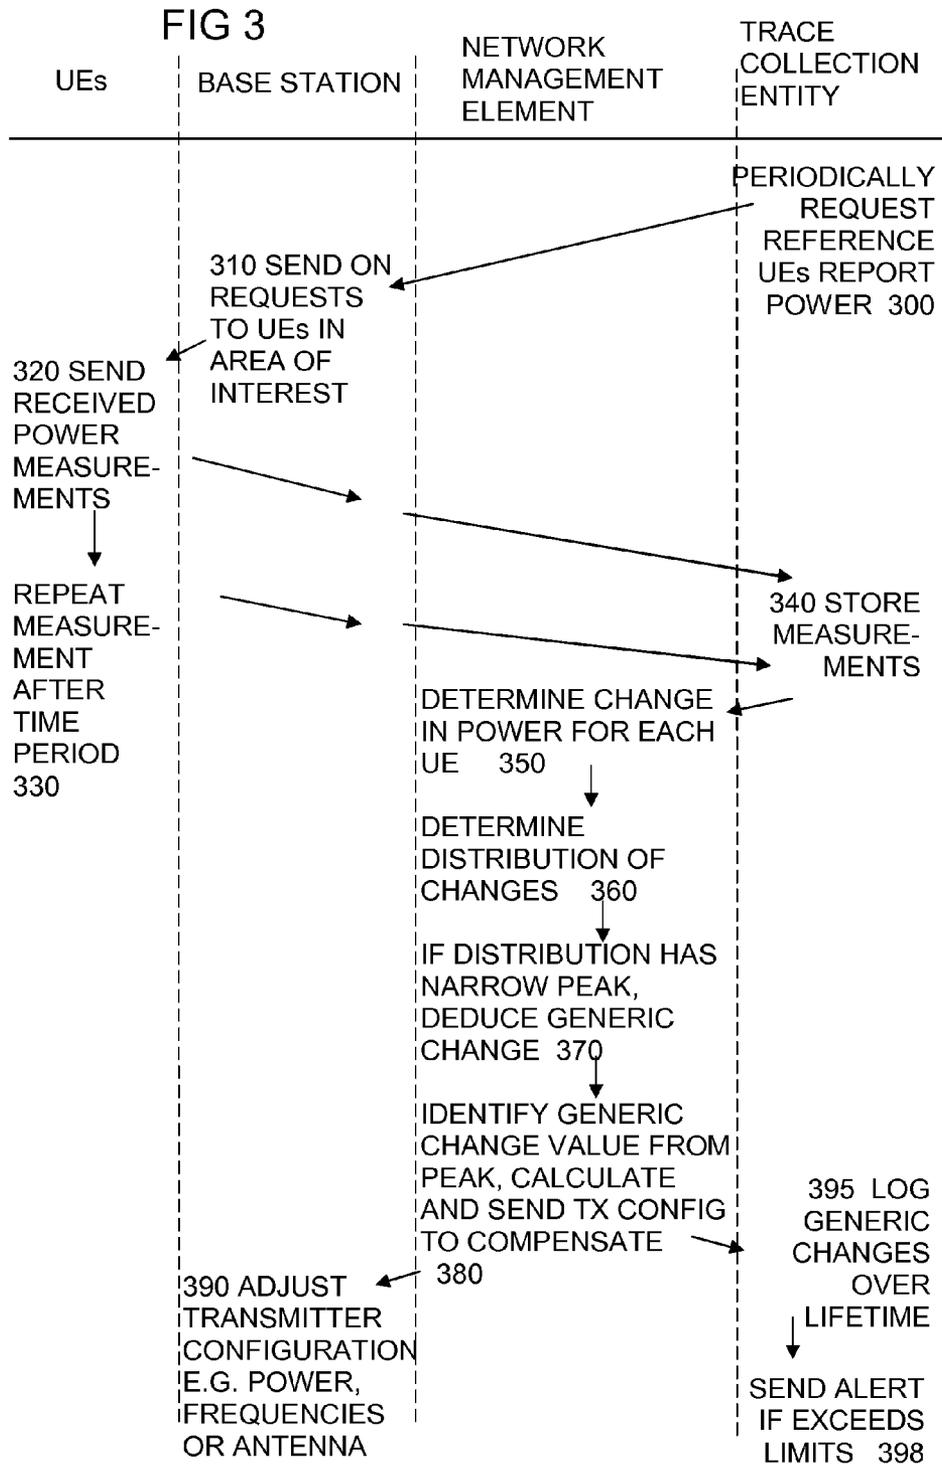 FIG 3
UEs
BASE STATION
NETWORK
MANAGEMENT
ELEMENT
TRACE
COLLECTION
ENTITY
PERIODICALLY
REQUEST
REFERENCE
UEs REPORT
POWER 300
310 SEND ON
REQUESTS
TO UEs IN
AREA OF
INTEREST
320 SEND
RECEIVED
POWER
MEASURE-
MENTS
REPEAT
MEASURE-
MENT
AFTER
TIME
PERIOD
330
340 STORE
MEASURE-
MENTS
DETERMINE CHANGE
IN POWER FOR EACH
UE 350
DETERMINE
DISTRIBUTION OF
CHANGES 360
IF DISTRIBUTION HAS
NARROW PEAK,
DEDUCE GENERIC
CHANGE 370
IDENTIFY GENERIC
CHANGE VALUE FROM
PEAK, CALCULATE
AND SEND TX CONFIG
TO COMPENSATE
380
390 ADJUST
TRANSMITTER
CONFIGURATION
E.G. POWER,
FREQUENCIES
OR ANTENNA
395 LOG
GENERIC
CHANGES
OVER
LIFETIME
SEND ALERT
IF EXCEEDS
LIMITS 398